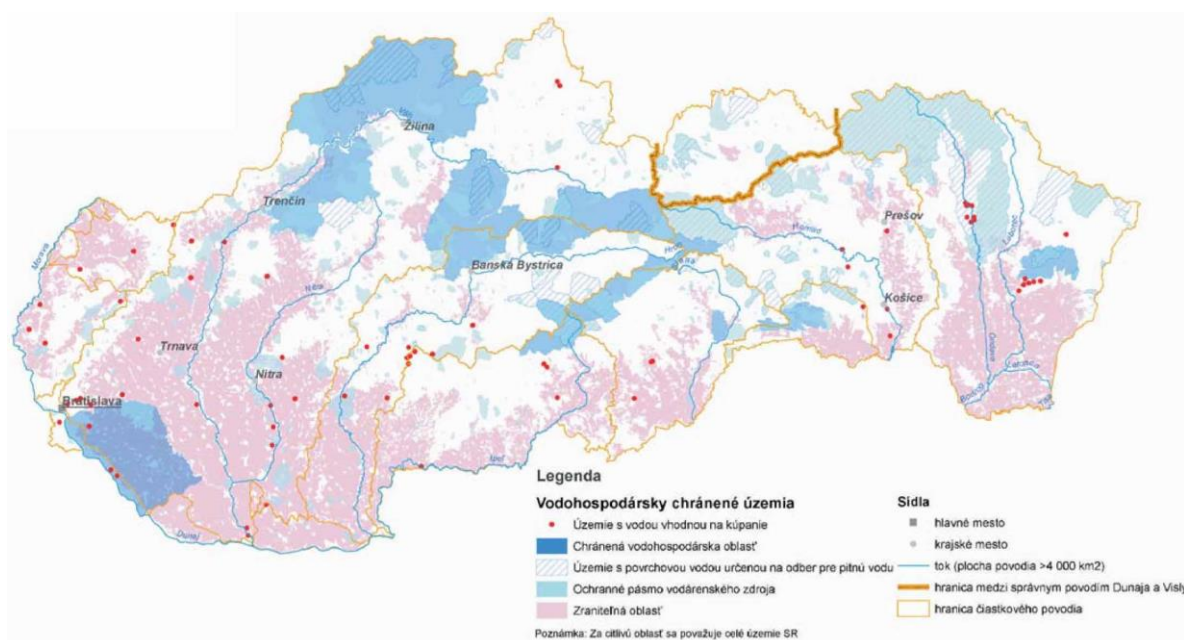 Žilina
Váh
Trenčín
Prešov
Hornád
Laborec
Morava
Nitra
Banská Bystrica
Hron
Košice
Trnava
Nitra
Ondava
Latorica
Bodrog
Bratislava
Ipeľ
Dunaj
Legenda
Vodohospársky chránené územia
Územie s vodou vhodnou na kúpanie
Chránená vodohospodárska oblasť
Územie s povrchovou vodou určenou na odber pre pitnú vodu
Ochranné pásmo vodárenského zdroja
Zraniteľná oblasť
Poznámka: Za citlivú oblasť sa považuje celé územie SR
Sídla
hlavné mesto
krajské mesto
tok (plocha povodia >4 000 km2)
hranica medzi správnym povodím Dunaja a Visly
hranica čiastkového povodia